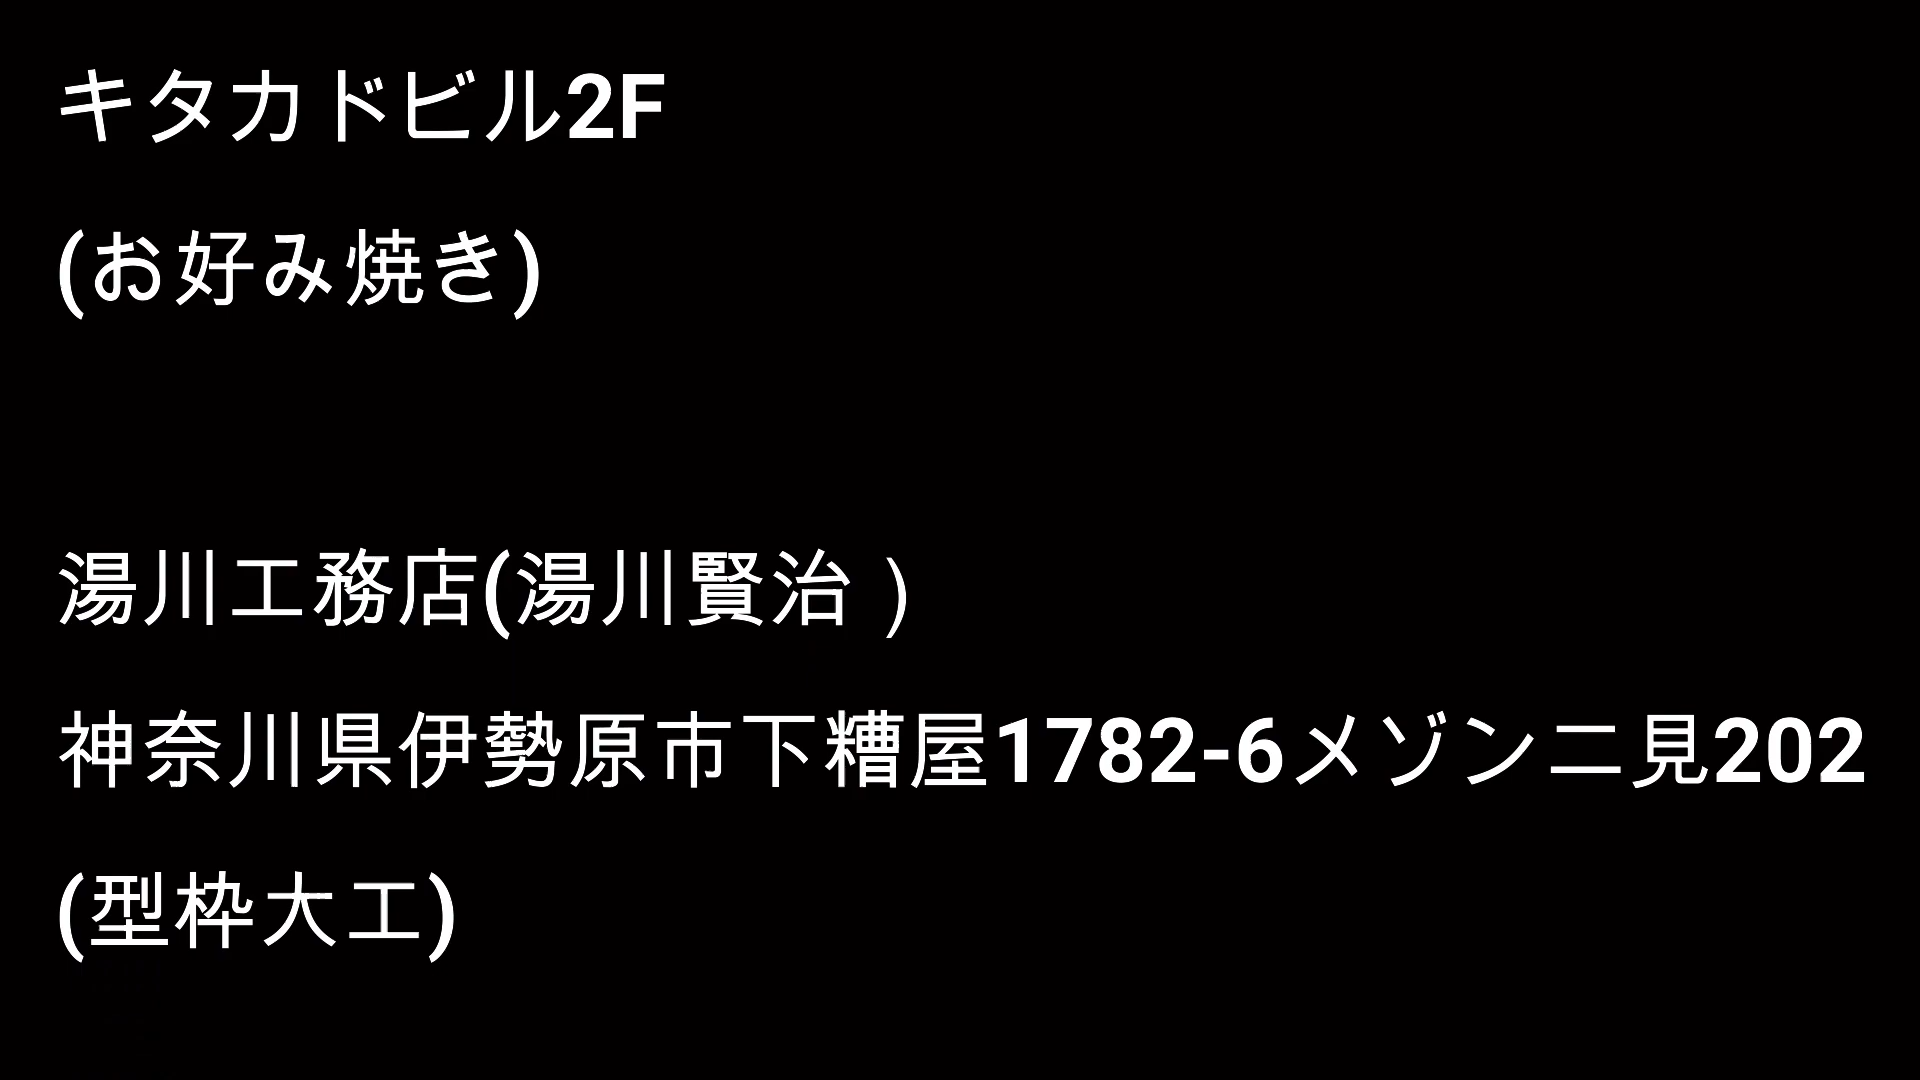 キタカドビル2F
(お好み焼き)
湯川工務店(湯川賢治 ）
神奈川県伊勢原市下糟屋1782-6メゾン二見202
(型枠大工)